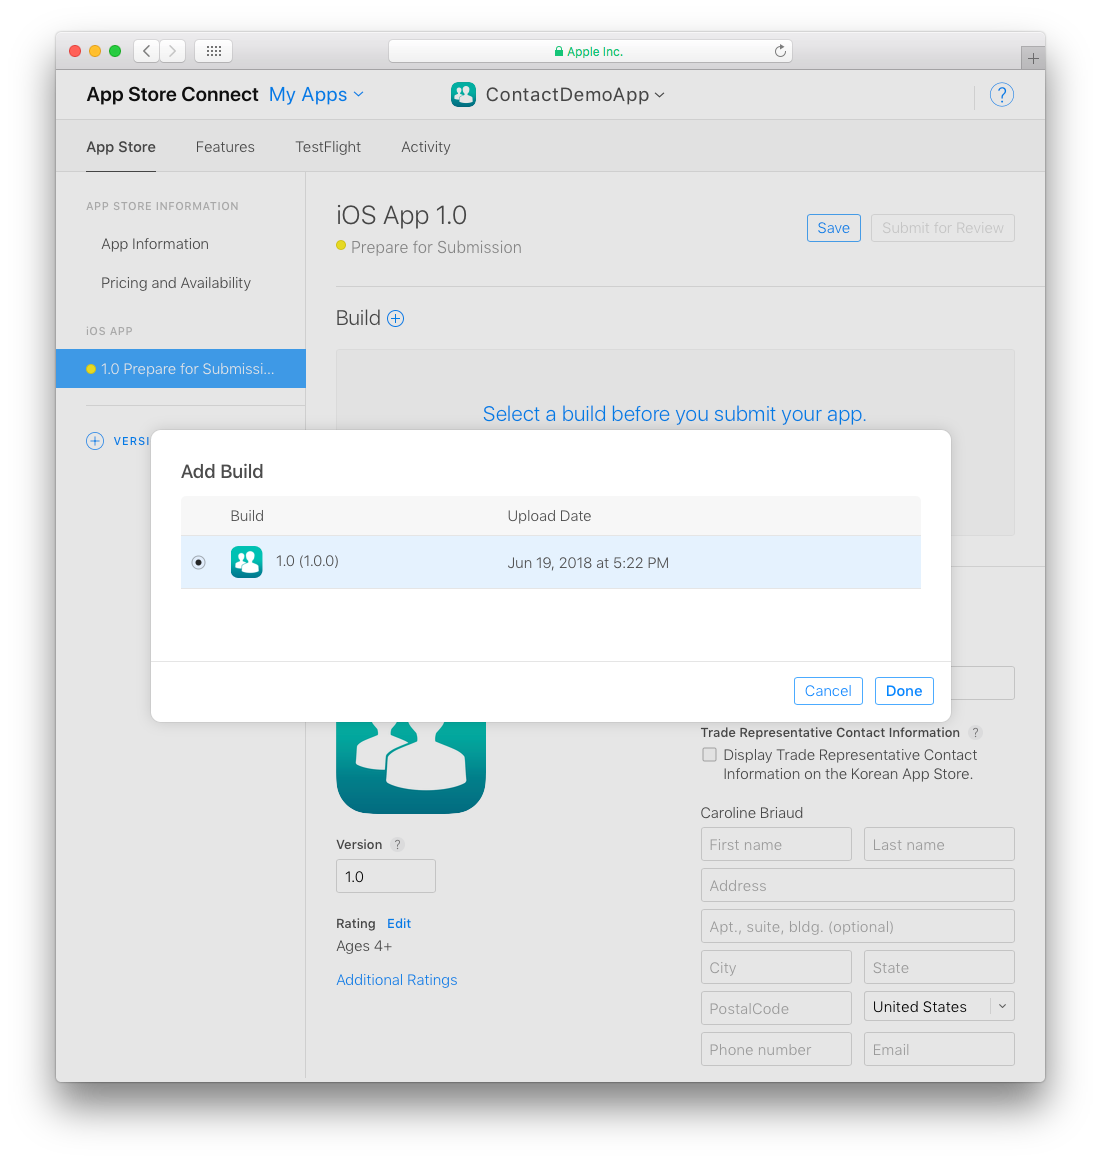 Apple Inc.
App Store Connect My Apps
ContactDemoApp
?
App Store Features TestFlight Activity
APP STORE INFORMATION
App Information
Pricing and Availability
iOS APP
1.0 Prepare for Submissi...
VERSI
iOS App 1.0
Prepare for Submission
Save
Submit for Review
Build
Select a build before you submit your app.
Add Build
Build Upload Date
1.0 (1.0.0) Jun 19, 2018 at 5:22 PM
Cancel Done
Version ?
1.0
Rating Edit
Ages 4+
Additional Ratings
Trade Representative Contact Information ?
Display Trade Representative Contact
Information on the Korean App Store.
Caroline Briaud
First name Last name
Address
Apt., suite, bldg. (optional)
City State
PostalCode United States
Phone number Email